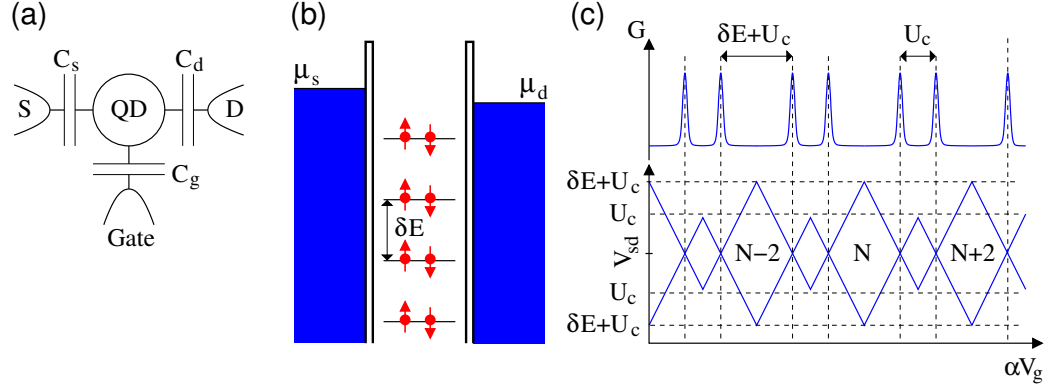 (a)
C_s
C_d
S
QD
D
C_g
Gate
(b)
μ_s
μ_d
δE
(c)
G
δE+U_c
U_c
δE+U_c
U_c
V_sd
U_c
δE+U_c
N−2
N
N+2
αV_g